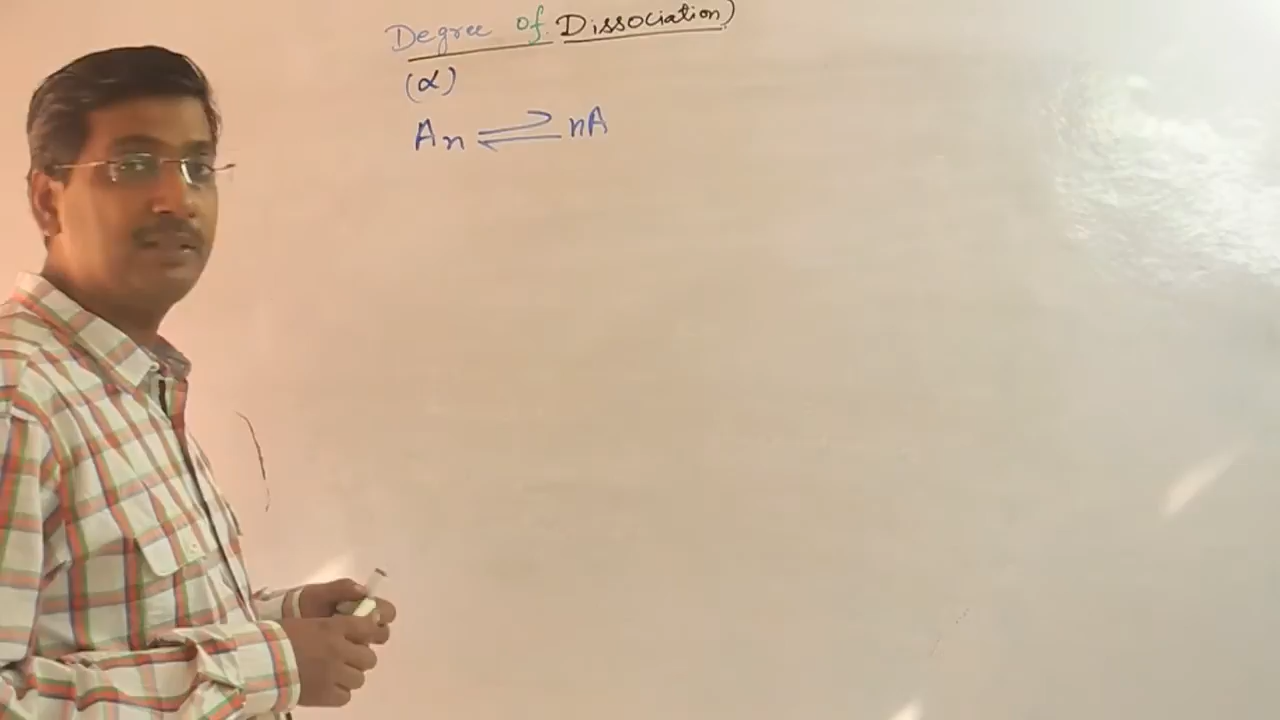 Degree of Dissociation)
(α)
An ⇌ nA